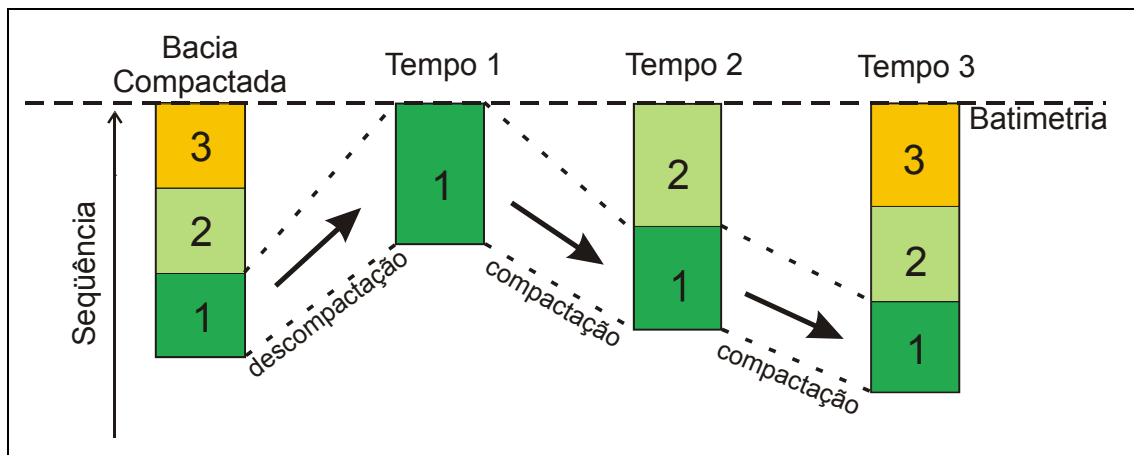 Bacia
Compactada
Tempo 1
Tempo 2
Tempo 3
Batimetria
Seqüência
3
2
1
descompactação
1
compactação
2
1
compactação
3
2
1